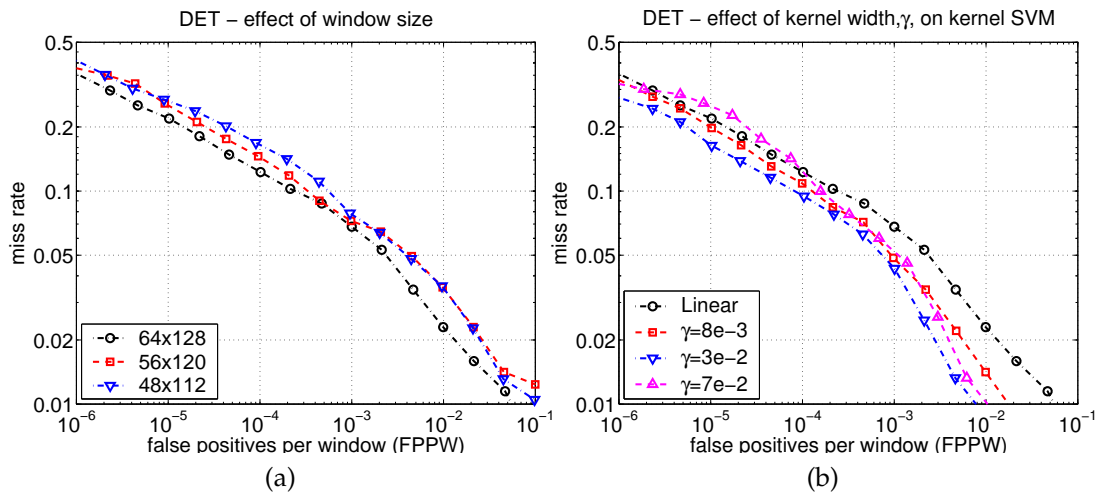 DET – effect of window size
0.5
0.2
0.1
0.05
0.02
0.01
miss rate
64x128
56x120
48x112
10⁻⁶ 10⁻⁵ 10⁻⁴ 10⁻³ 10⁻² 10⁻¹
false positives per window (FPPW)
(a)
DET – effect of kernel width,γ, on kernel SVM
0.5
0.2
0.1
0.05
0.02
0.01
miss rate
Linear
γ=8e−3
γ=3e−2
γ=7e−2
10⁻⁶ 10⁻⁵ 10⁻⁴ 10⁻³ 10⁻² 10⁻¹
false positives per window (FPPW)
(b)